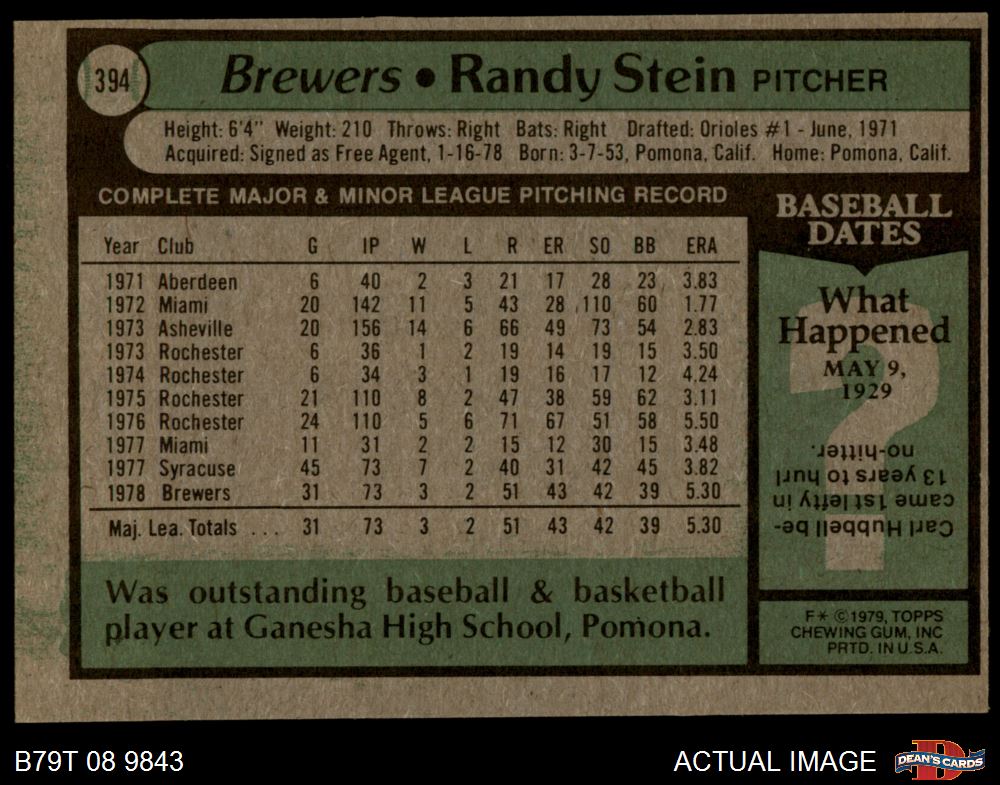 394 Brewers • Randy Stein PITCHER
Height: 6'4" Weight: 210 Throws: Right Bats: Right Drafted: Orioles #1 - June, 1971
Acquired: Signed as Free Agent, 1-16-78 Born: 3-7-53, Pomona, Calif. Home: Pomona, Calif.
COMPLETE MAJOR & MINOR LEAGUE PITCHING RECORD
Year Club G IP W L R ER SO BB ERA
1971 Aberdeen 6 40 2 3 21 17 28 23 3.83
1972 Miami 20 142 11 5 43 28 110 60 1.77
1973 Asheville 20 156 14 6 66 49 73 54 2.83
1973 Rochester 6 36 1 2 19 14 19 15 3.50
1974 Rochester 6 34 3 1 19 16 17 12 4.24
1975 Rochester 21 110 8 2 47 38 59 62 3.11
1976 Rochester 24 110 5 6 71 67 51 58 5.50
1977 Miami 11 31 2 2 15 12 30 15 3.48
1977 Syracuse 45 73 7 2 40 31 42 45 3.82
1978 Brewers 31 73 3 2 51 43 42 39 5.30
Maj. Lea. Totals ... 31 73 3 2 51 43 42 39 5.30
Was outstanding baseball & basketball
player at Ganesha High School, Pomona.
BASEBALL
DATES
What
Happened
MAY 9,
1929
Carl Hubbell be-
came 1st lefty in
13 years to hurl
no-hitter.
F* ©1979, TOPPS
CHEWING GUM, INC
PRTD. IN U.S.A.
B79T 08 9843
ACTUAL IMAGE
D
DEAN'S CARDS